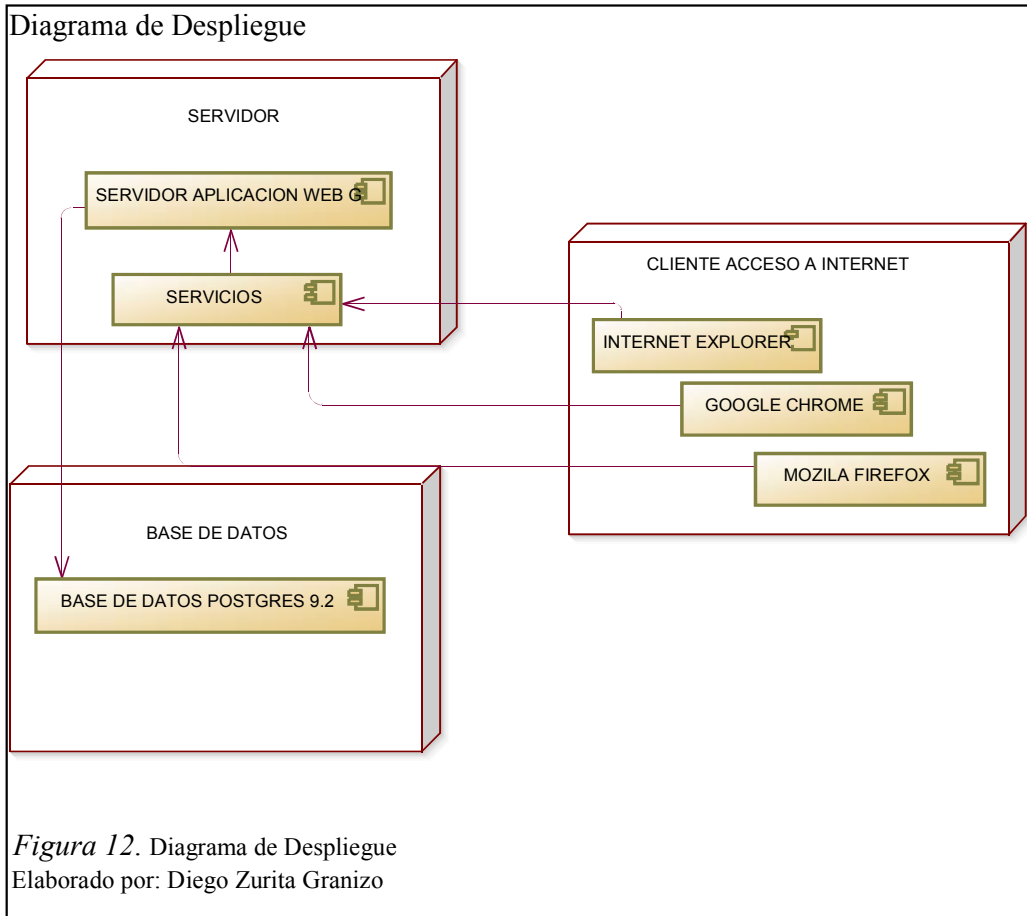 Diagrama de Despliegue
SERVIDOR
SERVIDOR APLICACION WEB G
SERVICIOS
CLIENTE ACCESO A INTERNET
INTERNET EXPLORER
GOOGLE CHROME
MOZILA FIREFOX
BASE DE DATOS
BASE DE DATOS POSTGRES 9.2
Figura 12. Diagrama de Despliegue
Elaborado por: Diego Zurita Granizo